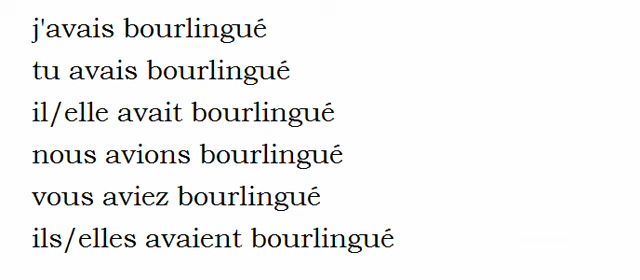 j'avais bourlingué
tu avais bourlingué
il/elle avait bourlingué
nous avions bourlingué
vous aviez bourlingué
ils/elles avaient bourlingué